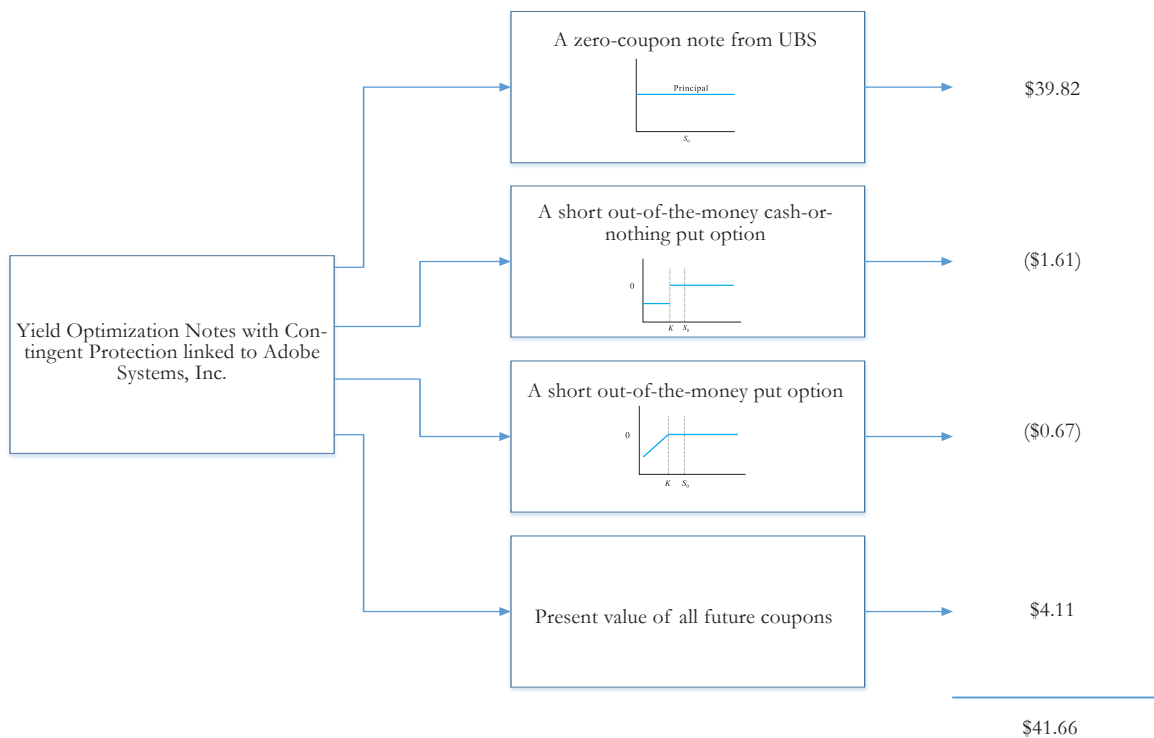 A zero-coupon note from UBS
Principal
S0
$39.82
A short out-of-the-money cash-or-
nothing put option
0
K S0
($1.61)
Yield Optimization Notes with Con-
tingent Protection linked to Adobe
Systems, Inc.
A short out-of-the-money put option
0
K S0
($0.67)
Present value of all future coupons
$4.11
$41.66